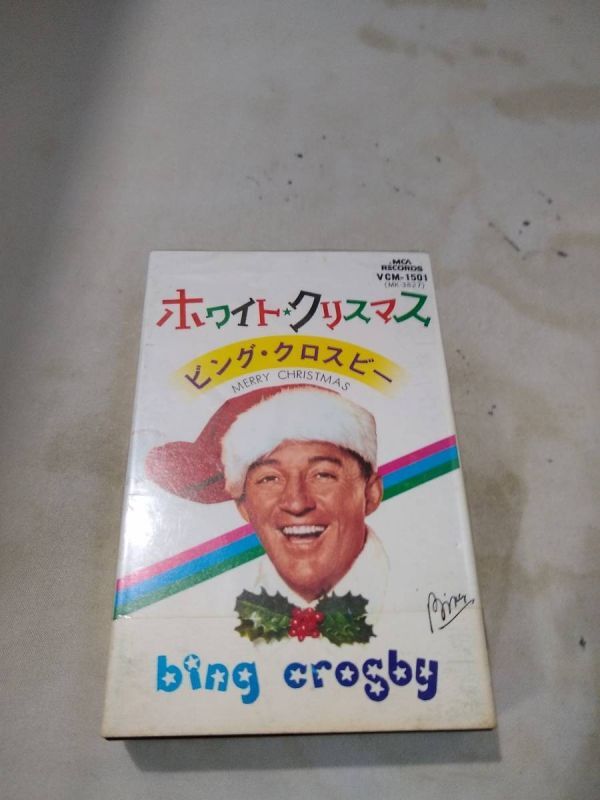 MCA
RECORDS
VCM-1501
(MK-3827)
ホワイト★クリスマス
ビング・クロスビー
MERRY CHRISTMAS
Bing
bing crosby